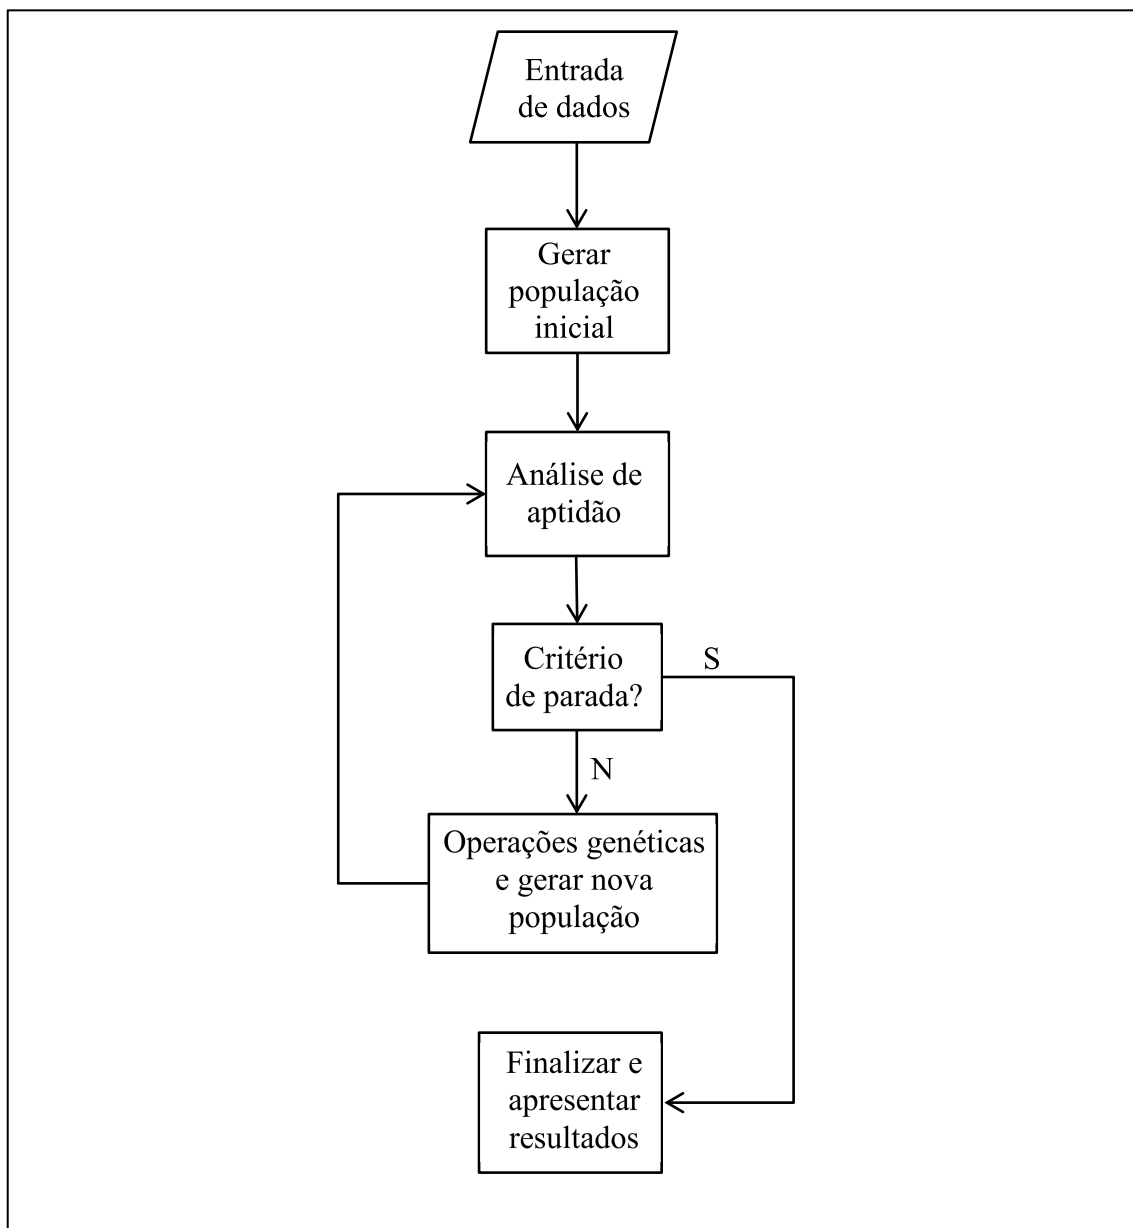 Entrada
de dados
Gerar
população
inicial
Análise de
aptidão
Critério
de parada?
S
N
Operações genéticas
e gerar nova
população
Finalizar e
apresentar
resultados